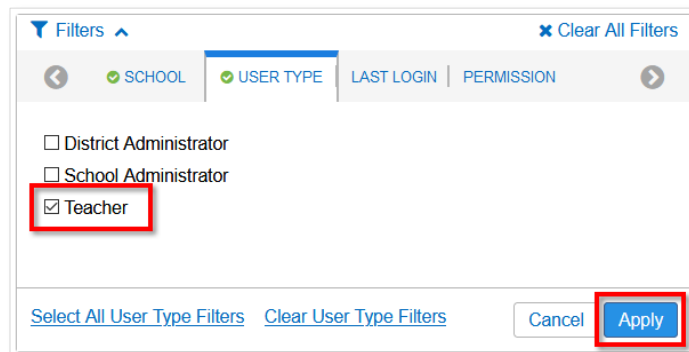 Filters Clear All Filters
SCHOOL USER TYPE LAST LOGIN PERMISSION
District Administrator
School Administrator
Teacher
Select All User Type Filters Clear User Type Filters Cancel Apply